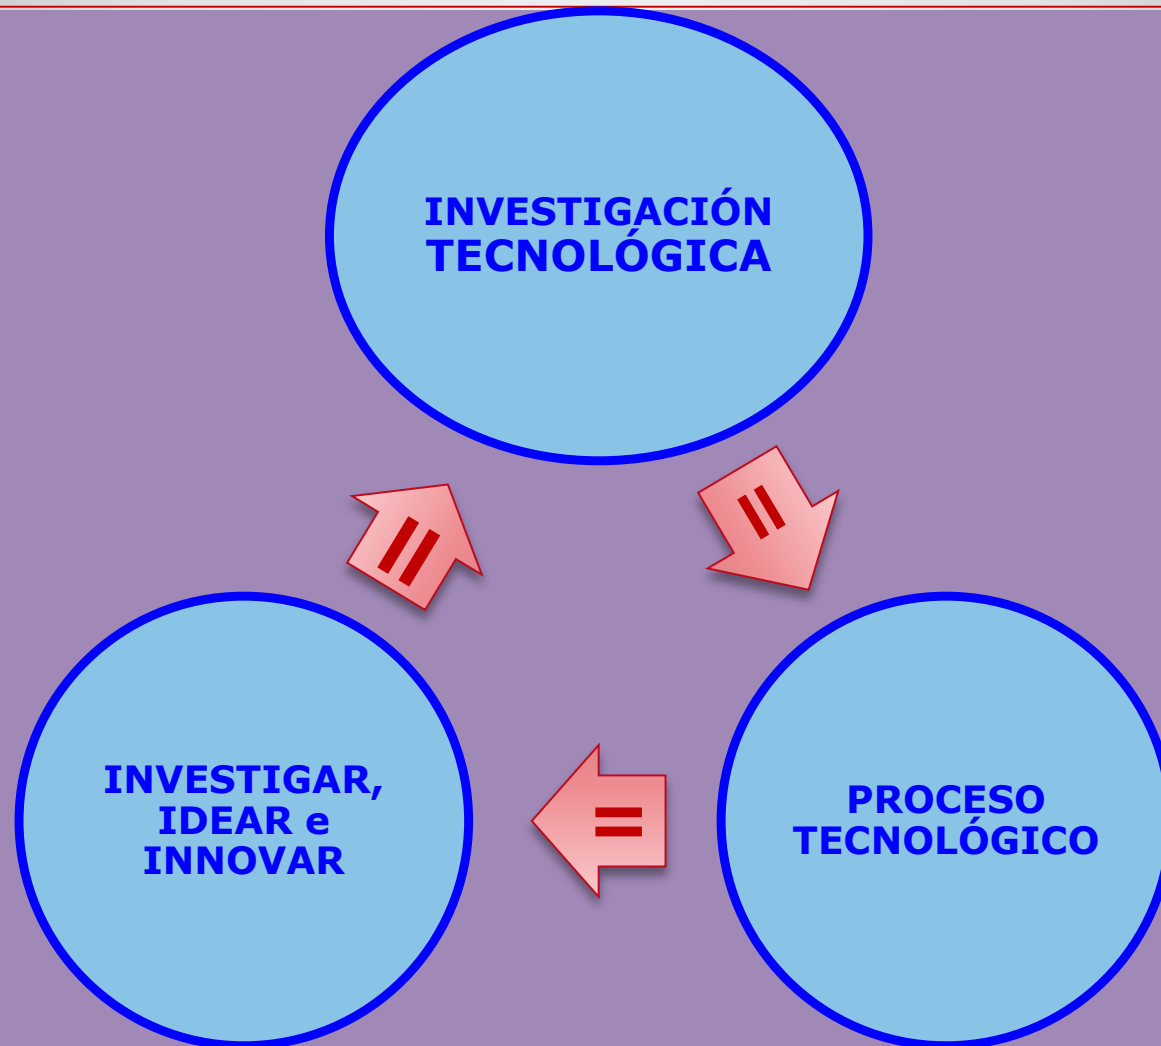 INVESTIGACIÓN
TECNOLÓGICA
=
=
INVESTIGAR,
IDEAR e
INNOVAR
=
PROCESO
TECNOLÓGICO